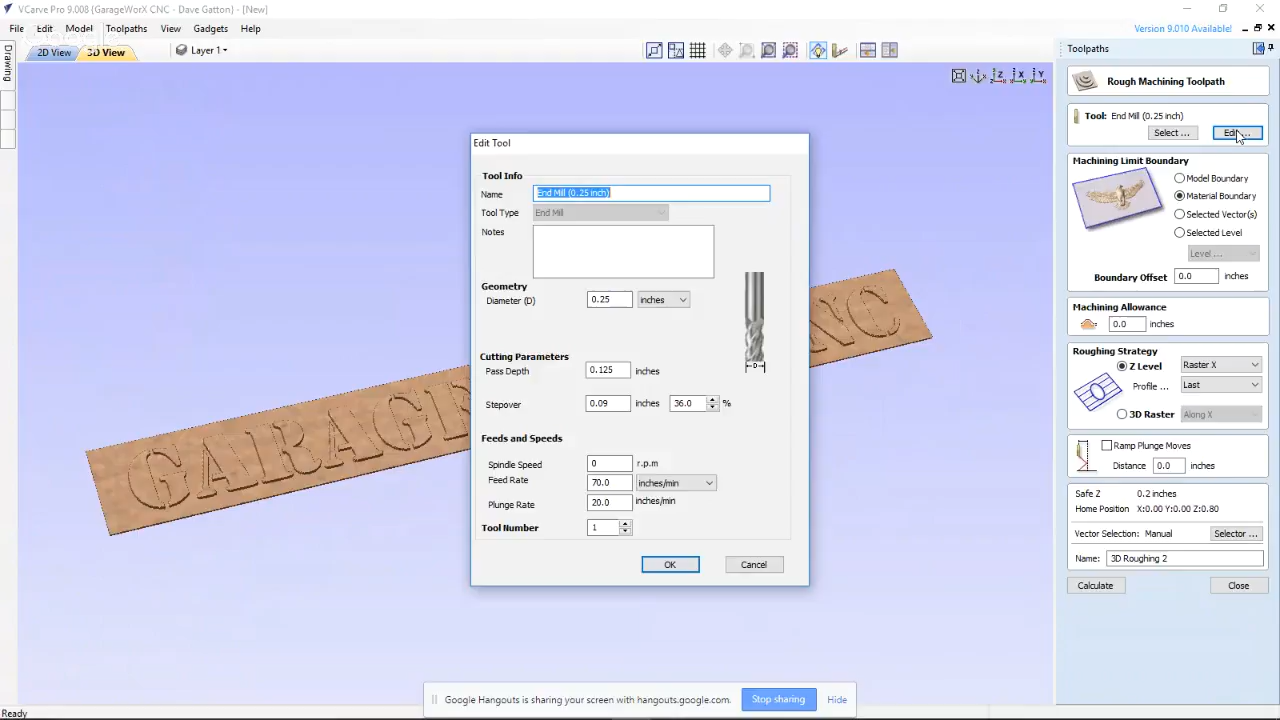 VCarve Pro 9.008 {GarageWorX CNC - Dave Gatton} - [New]
File Edit Model Toolpaths View Gadgets Help
Version 9.010 Available!
Drawing
2D View
3D View
Layer 1
Z X Y
GARAGE
NC
Edit Tool
Tool Info
Name End Mill (0.25 inch)
Tool Type End Mill
Notes
Geometry
Diameter (D) 0.25 inches
D
Cutting Parameters
Pass Depth 0.125 inches
Stepover 0.09 inches 36.0 %
Feeds and Speeds
Spindle Speed 0 r.p.m
Feed Rate 70.0 inches/min
Plunge Rate 20.0 inches/min
Tool Number 1
OK Cancel
Toolpaths
Rough Machining Toolpath
Tool: End Mill (0.25 inch)
Select ... Edit ...
Machining Limit Boundary
Model Boundary
Material Boundary
Selected Vector(s)
Selected Level
Level ...
Boundary Offset 0.0 inches
Machining Allowance
0.0 inches
Roughing Strategy
Z Level Raster X
Profile ... Last
3D Raster Along X
Ramp Plunge Moves
Distance 0.0 inches
Safe Z 0.2 inches
Home Position X:0.00 Y:0.00 Z:0.80
Vector Selection: Manual Selector ...
Name: 3D Roughing 2
Calculate Close
Google Hangouts is sharing your screen with hangouts.google.com. Stop sharing Hide
Ready